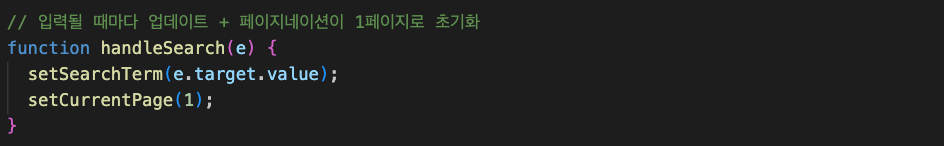 // 입력될 때마다 업데이트 + 페이지네이션이 1페이지로 초기화
function handleSearch(e) {
  setSearchTerm(e.target.value);
  setCurrentPage(1);
}